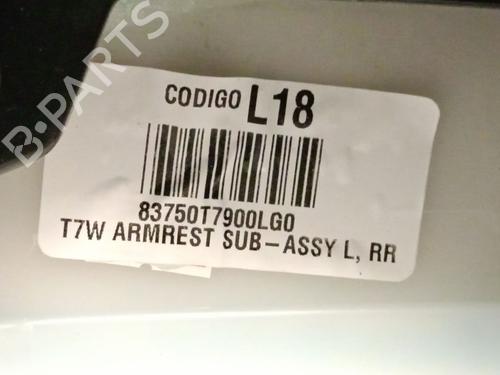 B-PARTS
CODIGO L18
83750T7900LG0
T7W ARMREST SUB-ASSY L, RR